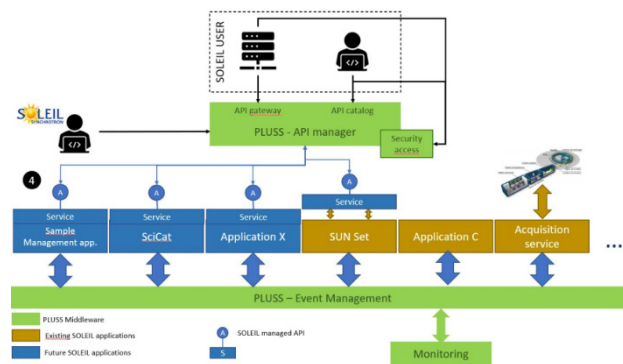 SOLEIL USER
API gateway
API catalog
PLUSS - API manager
Security
access
SOLEIL
SYNCHROTRON
4
A
A
A
A
Service
Service
Service
Service
Sample
Management app.
SciCat
Application X
SUN Set
Application C
Acquisition
service
...
PLUSS – Event Management
PLUSS Middleware
Existing SOLEIL applications
Future SOLEIL applications
A
SOLEIL managed API
S
Monitoring